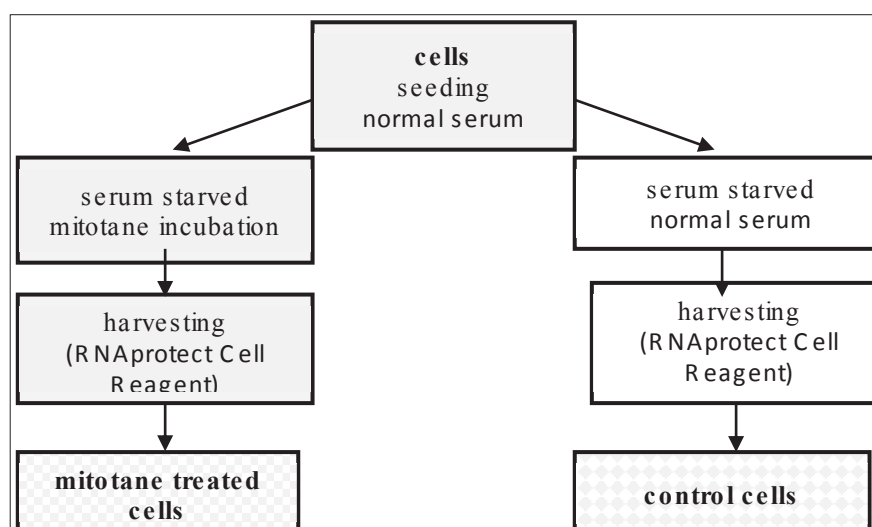 cells
seeding
normal serum
serum starved
mitotane incubation
serum starved
normal serum
harvesting
(RNAprotect Cell
Reagent)
harvesting
(RNAprotect Cell
Reagent)
mitotane treated
cells
control cells